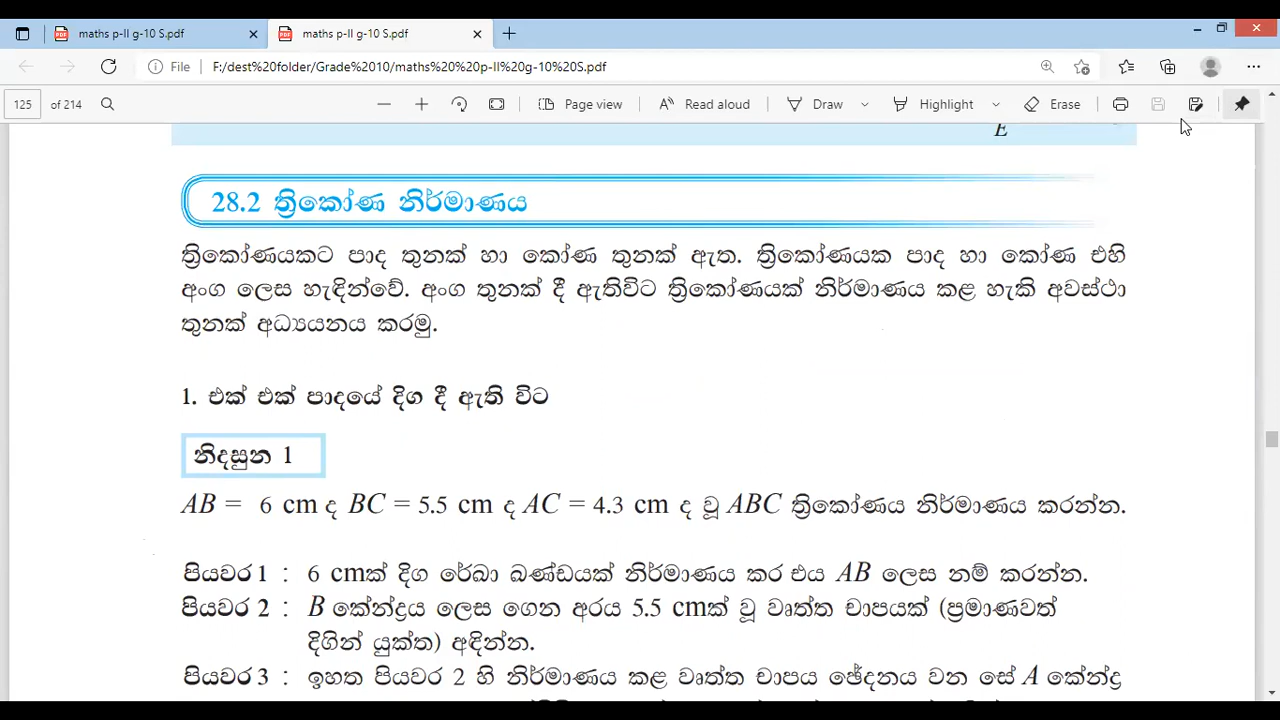 maths p-II g-10 S.pdf
maths p-II g-10 S.pdf
File F:/dest%20folder/Grade%2010/maths%20%20p-II%20g-10%20S.pdf
125 of 214 Page view Read aloud Draw Highlight Erase
E
28.2 ත්‍රිකෝණ නිර්මාණය
ත්‍රිකෝණයකට පාද තුනක් හා කෝණ තුනක් ඇත. ත්‍රිකෝණයක පාද හා කෝණ එහි
අංග ලෙස හැඳින්වේ. අංග තුනක් දී ඇතිවිට ත්‍රිකෝණයක් නිර්මාණය කළ හැකි අවස්ථා
තුනක් අධ්‍යයනය කරමු.
1. එක් එක් පාදයේ දිග දී ඇති විට
නිදසුන 1
AB = 6 cm ද BC = 5.5 cm ද AC = 4.3 cm ද වූ ABC ත්‍රිකෝණය නිර්මාණය කරන්න.
පියවර 1 : 6 cmක් දිග රේඛා ඛණ්ඩයක් නිර්මාණය කර එය AB ලෙස නම් කරන්න.
පියවර 2 : B කේන්ද්‍රය ලෙස ගෙන අරය 5.5 cmක් වූ වෘත්ත චාපයක් (ප්‍රමාණවත්
දිගින් යුක්ත) අඳින්න.
පියවර 3 : ඉහත පියවර 2 හි නිර්මාණය කළ වෘත්ත චාපය ඡේදනය වන සේ A කේන්ද්‍ර